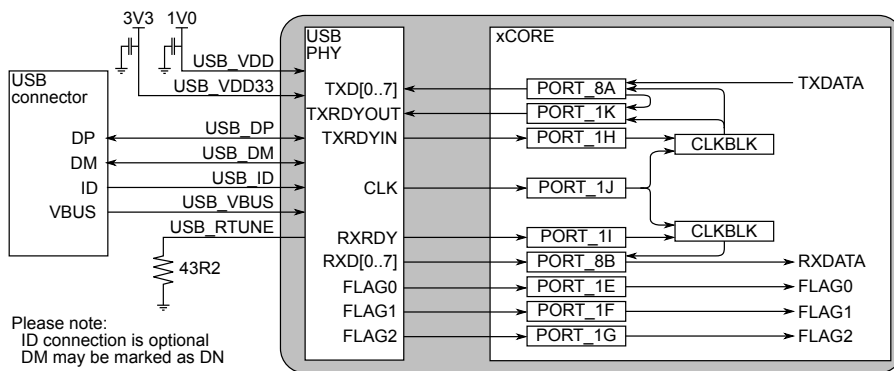 3V3 1V0
USB_VDD
USB_VDD33
USB
connector
DP USB_DP
DM USB_DM
ID USB_ID
VBUS USB_VBUS
USB_RTUNE
43R2
Please note:
ID connection is optional
DM may be marked as DN
USB
PHY
TXD[0..7]
TXRDYOUT
TXRDYIN
CLK
RXRDY
RXD[0..7]
FLAG0
FLAG1
FLAG2
xCORE
PORT_8A TXDATA
PORT_1K
PORT_1H
CLKBLK
PORT_1J
CLKBLK
PORT_1I
PORT_8B RXDATA
PORT_1E FLAG0
PORT_1F FLAG1
PORT_1G FLAG2